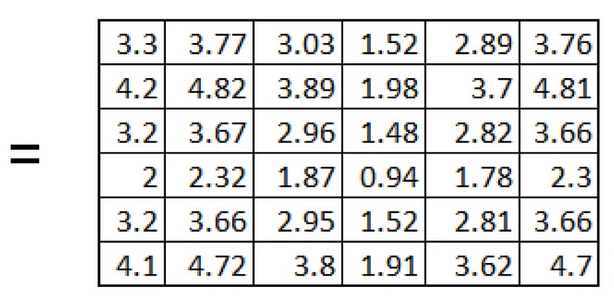 3.3 3.77 3.03 1.52 2.89 3.76
4.2 4.82 3.89 1.98 3.7 4.81
3.2 3.67 2.96 1.48 2.82 3.66
= 2 2.32 1.87 0.94 1.78 2.3
3.2 3.66 2.95 1.52 2.81 3.66
4.1 4.72 3.8 1.91 3.62 4.7